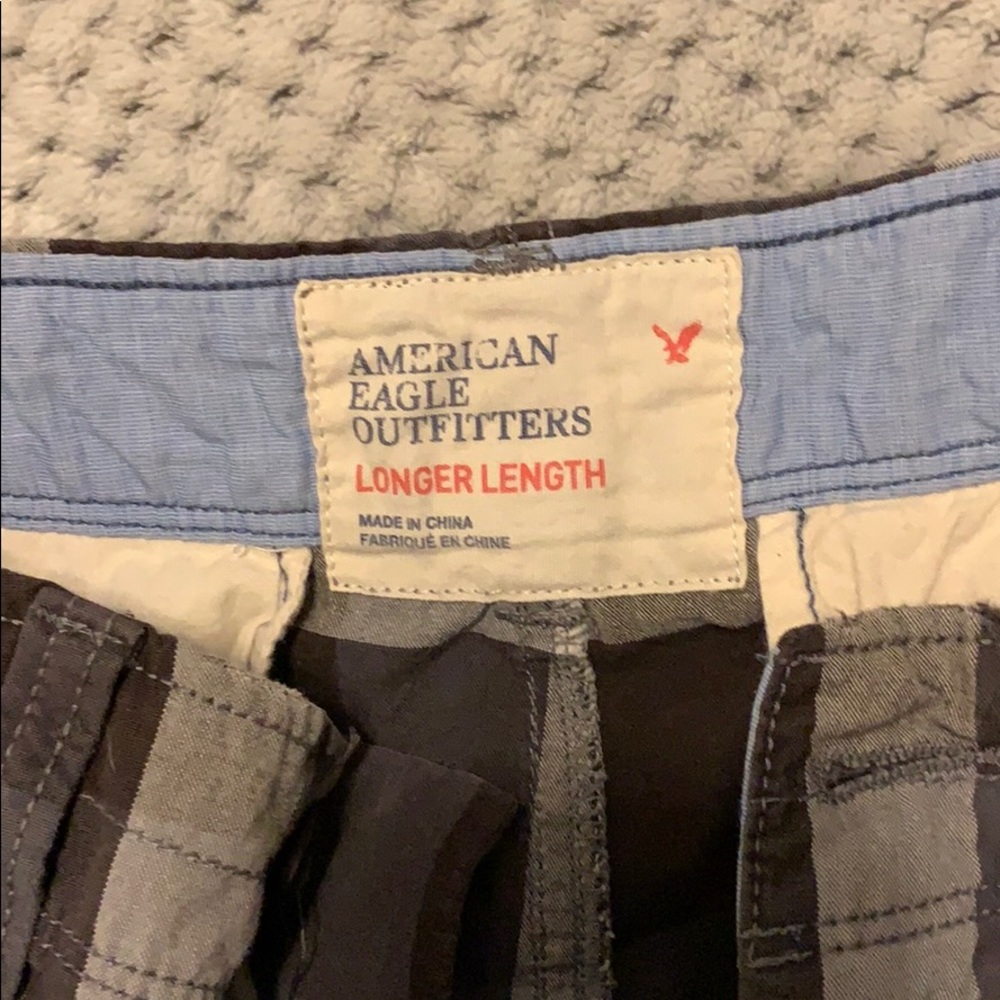 AMERICAN
EAGLE
OUTFITTERS
LONGER LENGTH
MADE IN CHINA
FABRIQUÉ EN CHINE